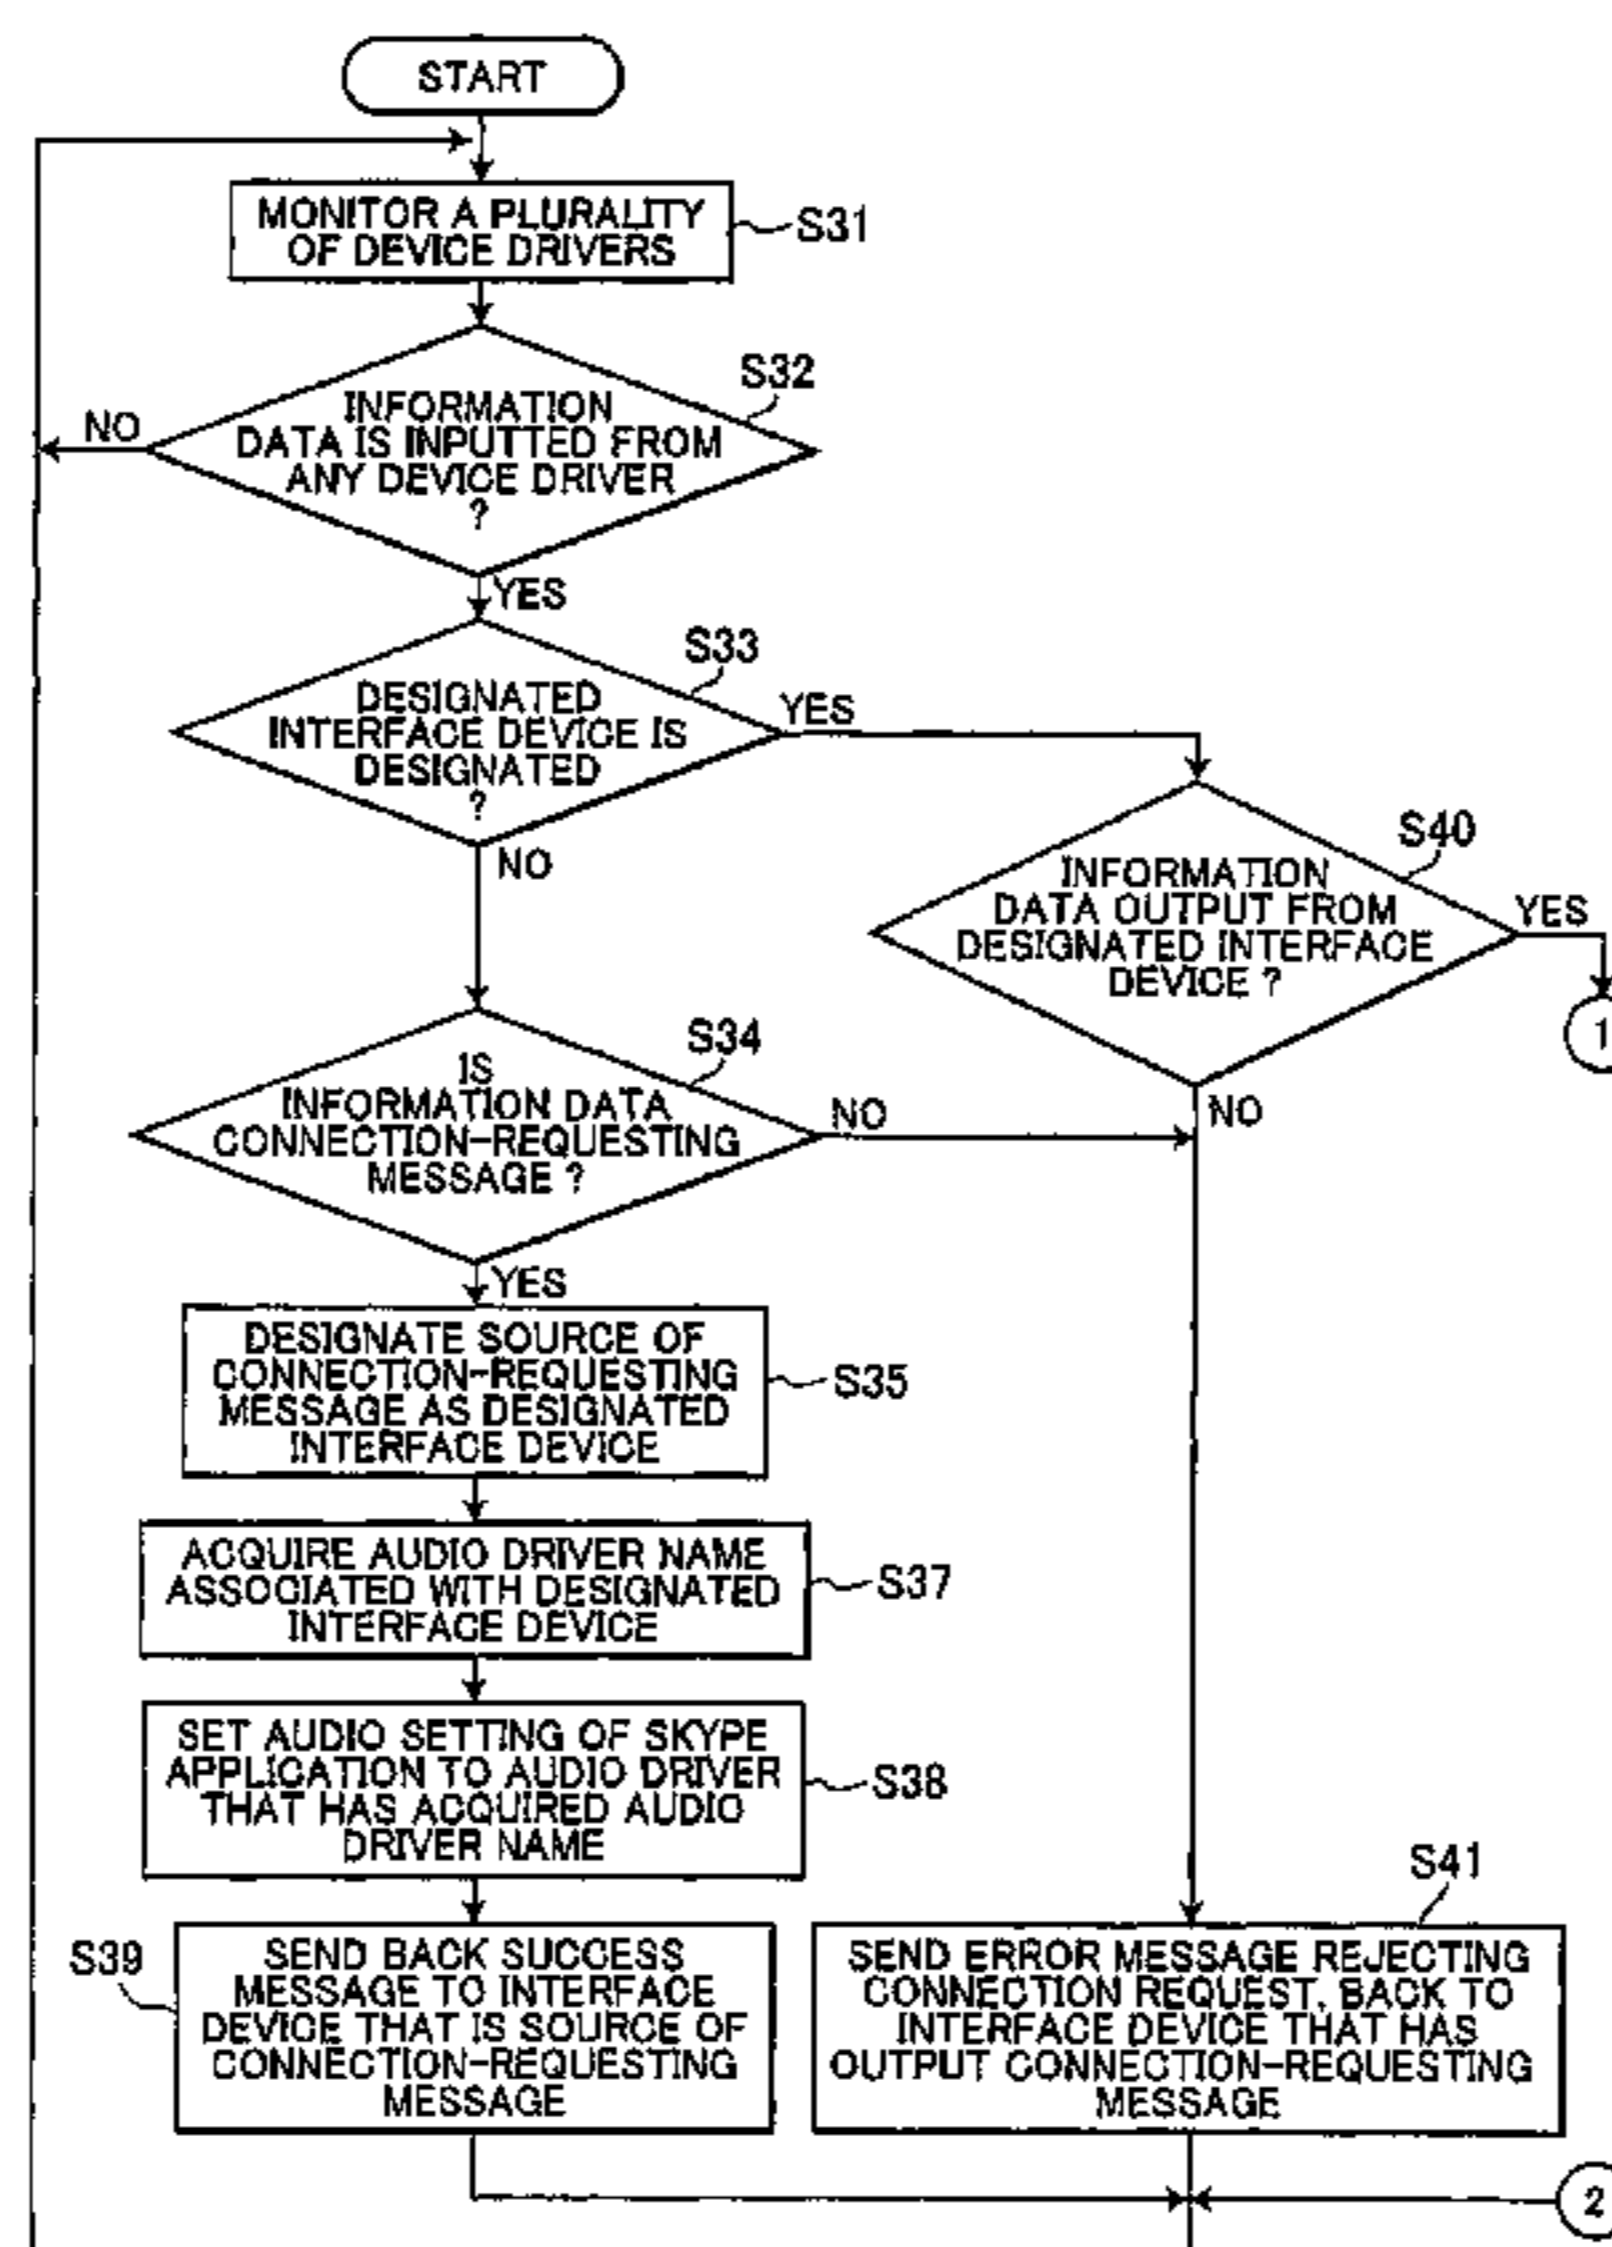 START
MONITOR A PLURALITY
OF DEVICE DRIVERS
S31
S32
INFORMATION
DATA IS INPUTTED FROM
ANY DEVICE DRIVER
?
NO
YES
S33
DESIGNATED
INTERFACE DEVICE IS
DESIGNATED
?
YES
NO
S40
INFORMATION
DATA OUTPUT FROM
DESIGNATED INTERFACE
DEVICE ?
YES
1
NO
S34
IS
INFORMATION DATA
CONNECTION-REQUESTING
MESSAGE ?
NO
YES
DESIGNATE SOURCE OF
CONNECTION-REQUESTING
MESSAGE AS DESIGNATED
INTERFACE DEVICE
S35
ACQUIRE AUDIO DRIVER NAME
ASSOCIATED WITH DESIGNATED
INTERFACE DEVICE
S37
SET AUDIO SETTING OF SKYPE
APPLICATION TO AUDIO DRIVER
THAT HAS ACQUIRED AUDIO
DRIVER NAME
S38
S39
SEND BACK SUCCESS
MESSAGE TO INTERFACE
DEVICE THAT IS SOURCE OF
CONNECTION-REQUESTING
MESSAGE
S41
SEND ERROR MESSAGE REJECTING
CONNECTION REQUEST, BACK TO
INTERFACE DEVICE THAT HAS
OUTPUT CONNECTION-REQUESTING
MESSAGE
2